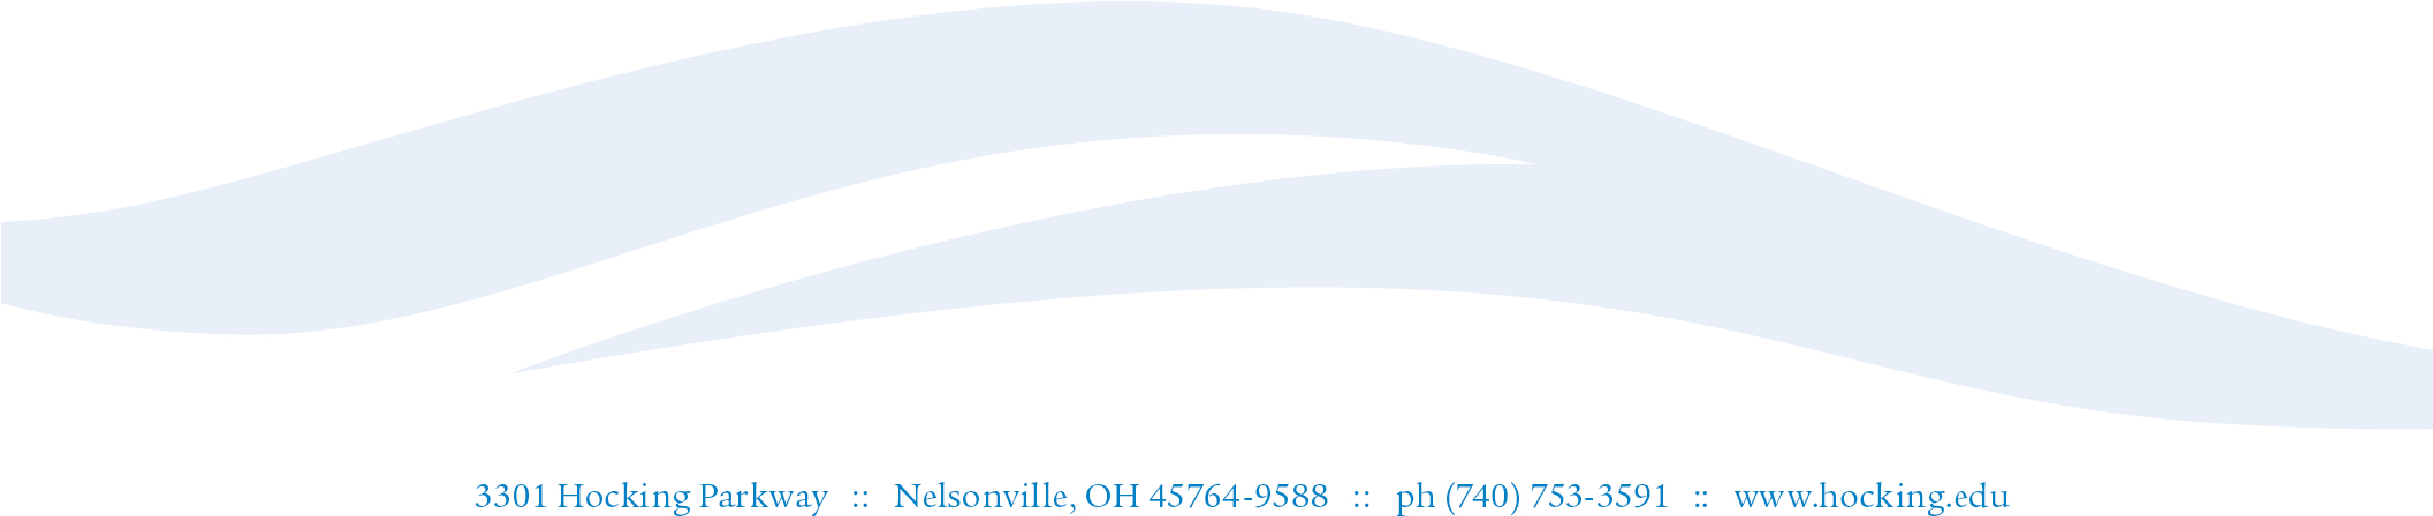 3301 Hocking Parkway :: Nelsonville, OH 45764-9588 :: ph (740) 753-3591 :: www.hocking.edu